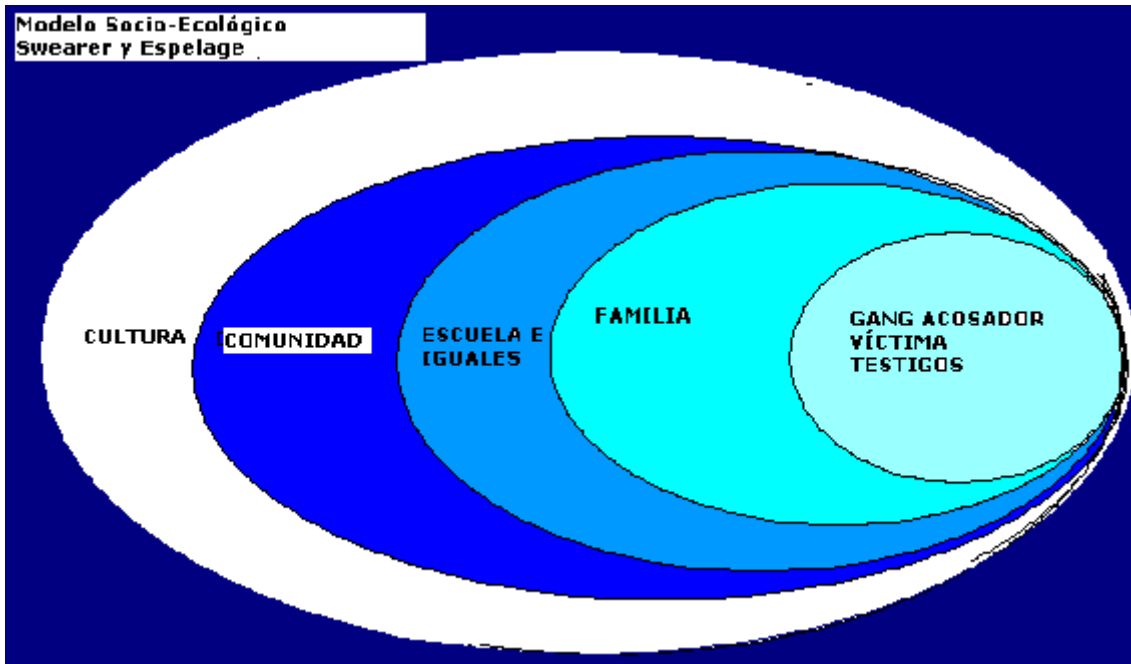 Modelo Socio-Ecológico
Swearer y Espelage
CULTURA
COMUNIDAD
ESCUELA E
IGUALES
FAMILIA
GANG ACOSADOR
VÍCTIMA
TESTIGOS